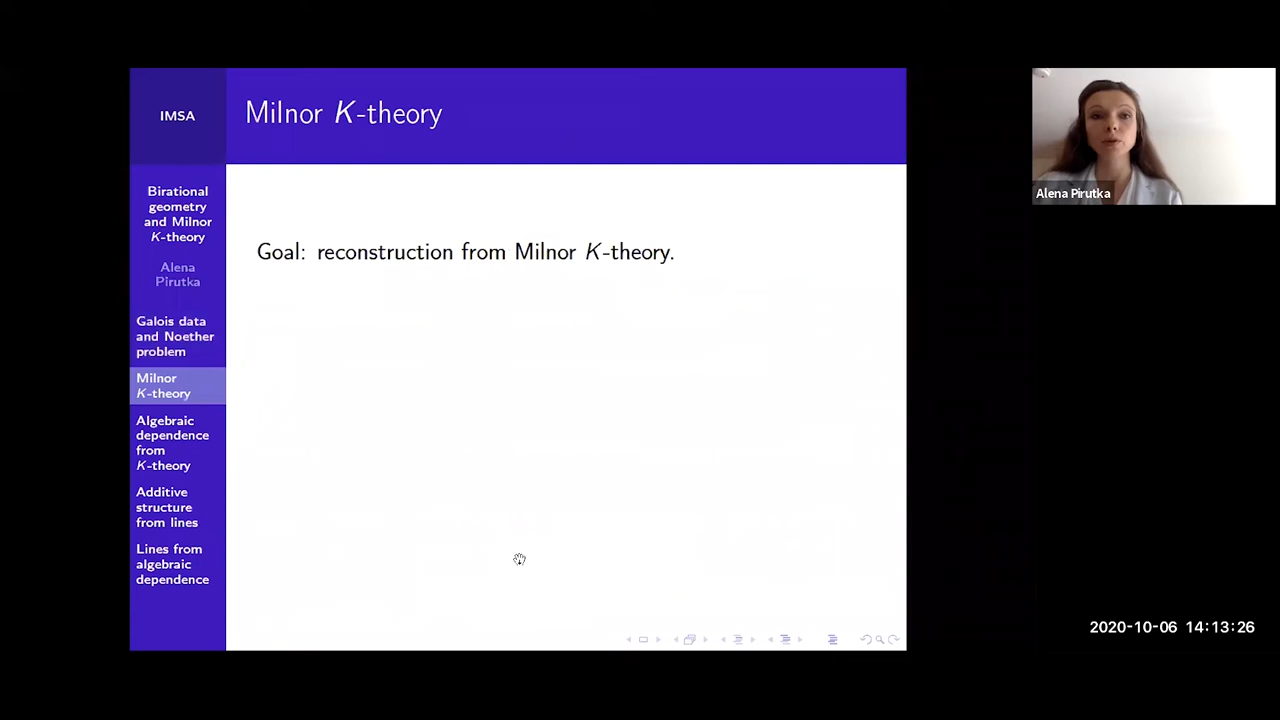 IMSA
Milnor K-theory
Birational
geometry
and Milnor
K-theory
Alena
Pirutka
Galois data
and Noether
problem
Milnor
K-theory
Algebraic
dependence
from
K-theory
Additive
structure
from lines
Lines from
algebraic
dependence
Goal: reconstruction from Milnor K-theory.
Alena Pirutka
2020-10-06 14:13:26